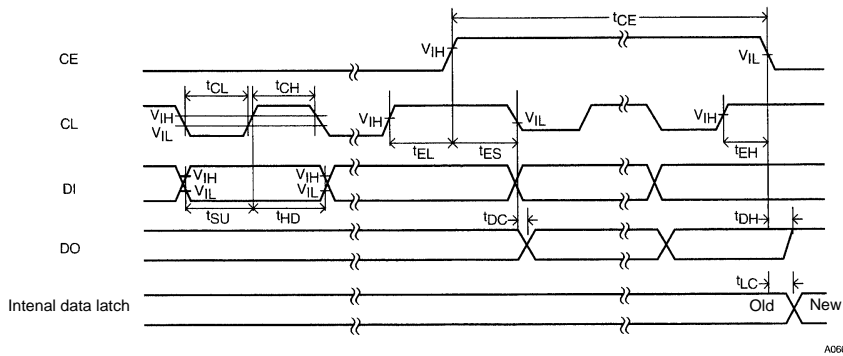 tCE
CE
VIH
VIL
tCL
tCH
CL
VIH
VIL
VIH
VIL
VIH
tEL
tES
tEH
DI
VIH
VIL
VIH
VIL
tSU
tHD
tDC
tDH
DO
tLC
Intenal data latch
Old
New